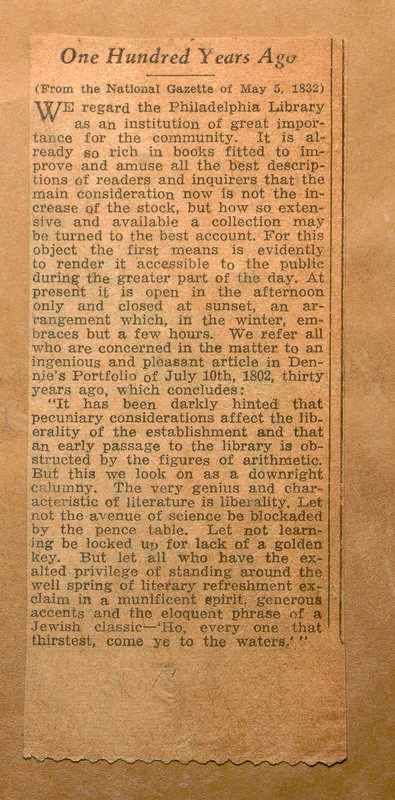 One Hundred Years Ago
(From the National Gazette of May 5, 1832)
WE regard the Philadelphia Library
as an institution of great impor-
tance for the community. It is al-
ready so rich in books fitted to im-
prove and amuse all the best descrip-
tions of readers and inquirers that the
main consideration now is not the in-
crease of the stock, but how so exten-
sive and available a collection may
be turned to the best account. For this
object the first means is evidently
to render it accessible to the public
during the greater part of the day. At
present it is open in the afternoon
only and closed at sunset, an ar-
rangement which, in the winter, em-
braces but a few hours. We refer all
who are concerned in the matter to an
ingenious and pleasant article in Den-
nie's Portfolio of July 10th, 1802, thirty
years ago, which concludes:
"It has been darkly hinted that
pecuniary considerations affect the lib-
erality of the establishment and that
an early passage to the library is ob-
structed by the figures of arithmetic.
But this we look on as a downright
calumny. The very genius and char-
acteristic of literature is liberality. Let
not the avenue of science be blockaded
by the pence table. Let not learn-
ing be locked up for lack of a golden
key. But let all who have the ex-
alted privilege of standing around the
well spring of literary refreshment ex-
claim in a munificent spirit, generous
accents and the eloquent phrase of a
Jewish classic—'Ho, every one that
thirstest, come ye to the waters.' "